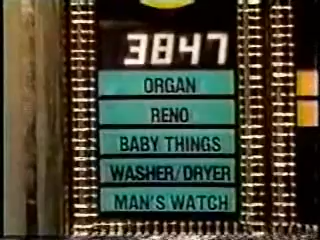 3847
ORGAN
RENO
BABY THINGS
WASHER/DRYER
MAN'S WATCH